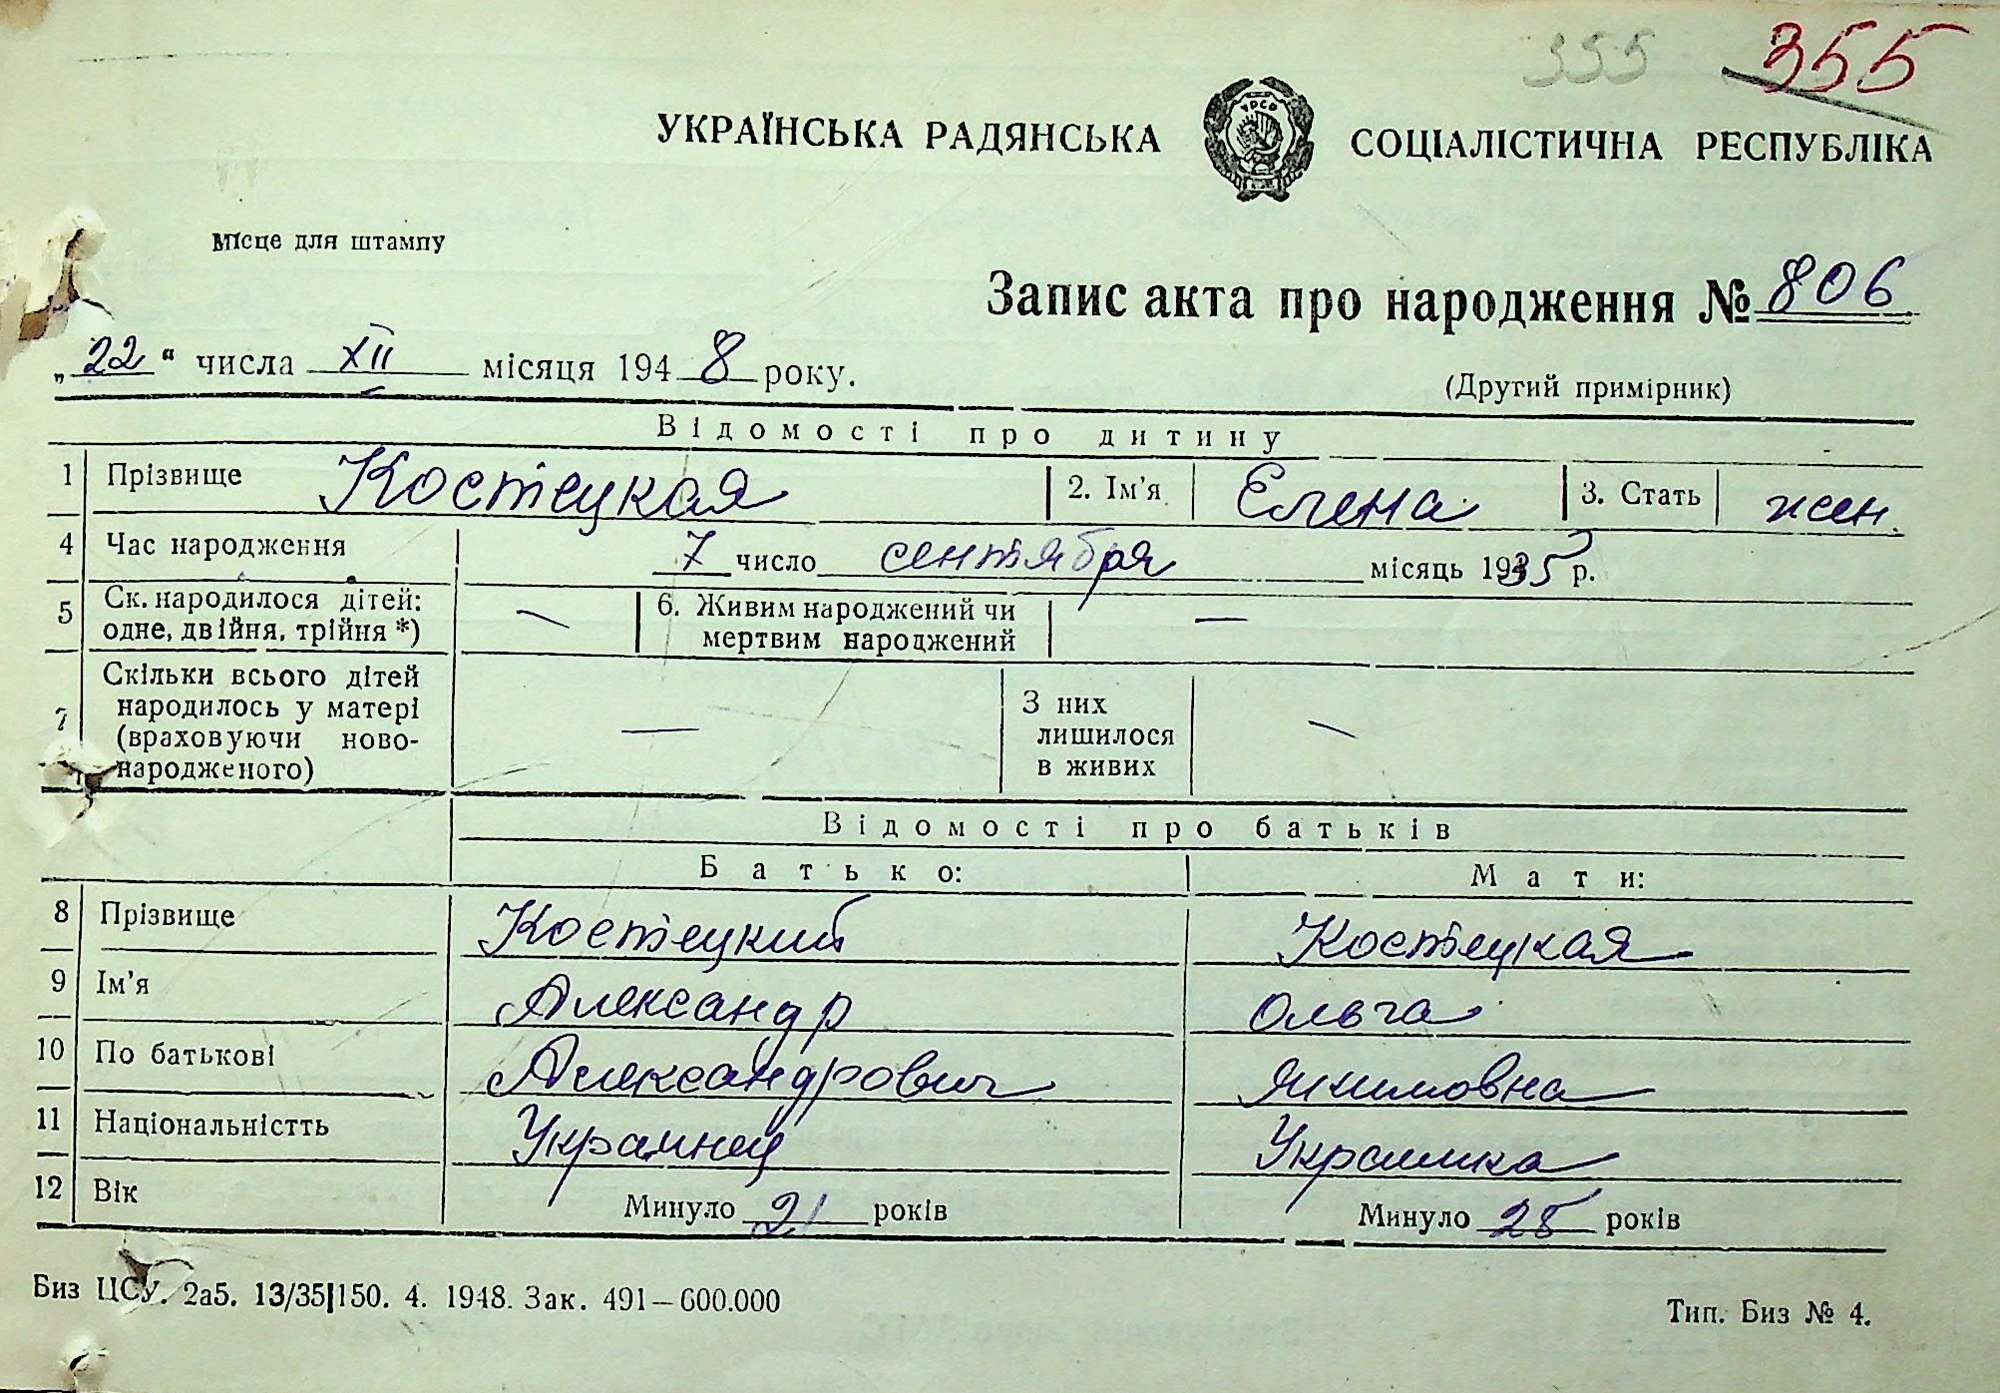 355 355
УКРАЇНСЬКА РАДЯНСЬКА СОЦІАЛІСТИЧНА РЕСПУБЛІКА
УРСР
Місце для штампу
Запис акта про народження № 806
„22" числа XII місяця 1948 року.
(Другий примірник)
Відомості про дитину
1 Прізвище Костецкая 2. Ім'я Елена 3. Стать жен.
4 Час народження 7 число сентября місяць 1935 р.
5 Ск. народилося дітей: одне, двійня, трійня *) — 6. Живим народжений чи мертвим народжений —
7 Скільки всього дітей народилось у матері (враховуючи новонародженого) — З них лишилося в живих —
Відомості про батьків
Батько: Мати:
8 Прізвище Костецкий Костецкая
9 Ім'я Александр Ольга
10 По батькові Александрович Якимовна
11 Національністть Украинец Украинка
12 Вік Минуло 21 років Минуло 25 років
Биз ЦСУ. 2а5. 13/35|150. 4. 1948. Зак. 491—600.000
Тип. Биз № 4.